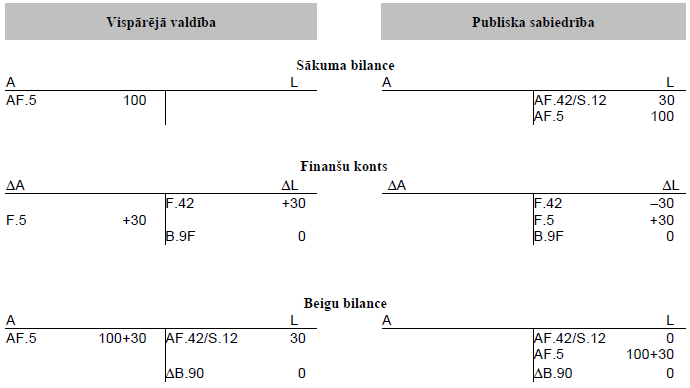 Vispārējā valdība Publiska sabiedrība
Sākuma bilance
A L A L
AF.5 100 AF.42/S.12 30
AF.5 100
Finanšu konts
ΔA ΔL ΔA ΔL
F.42 +30 F.42 –30
F.5 +30 F.5 +30
B.9F 0 B.9F 0
Beigu bilance
A L A L
AF.5 100+30 AF.42/S.12 30 AF.42/S.12 0
AF.5 100+30
ΔB.90 0 ΔB.90 0